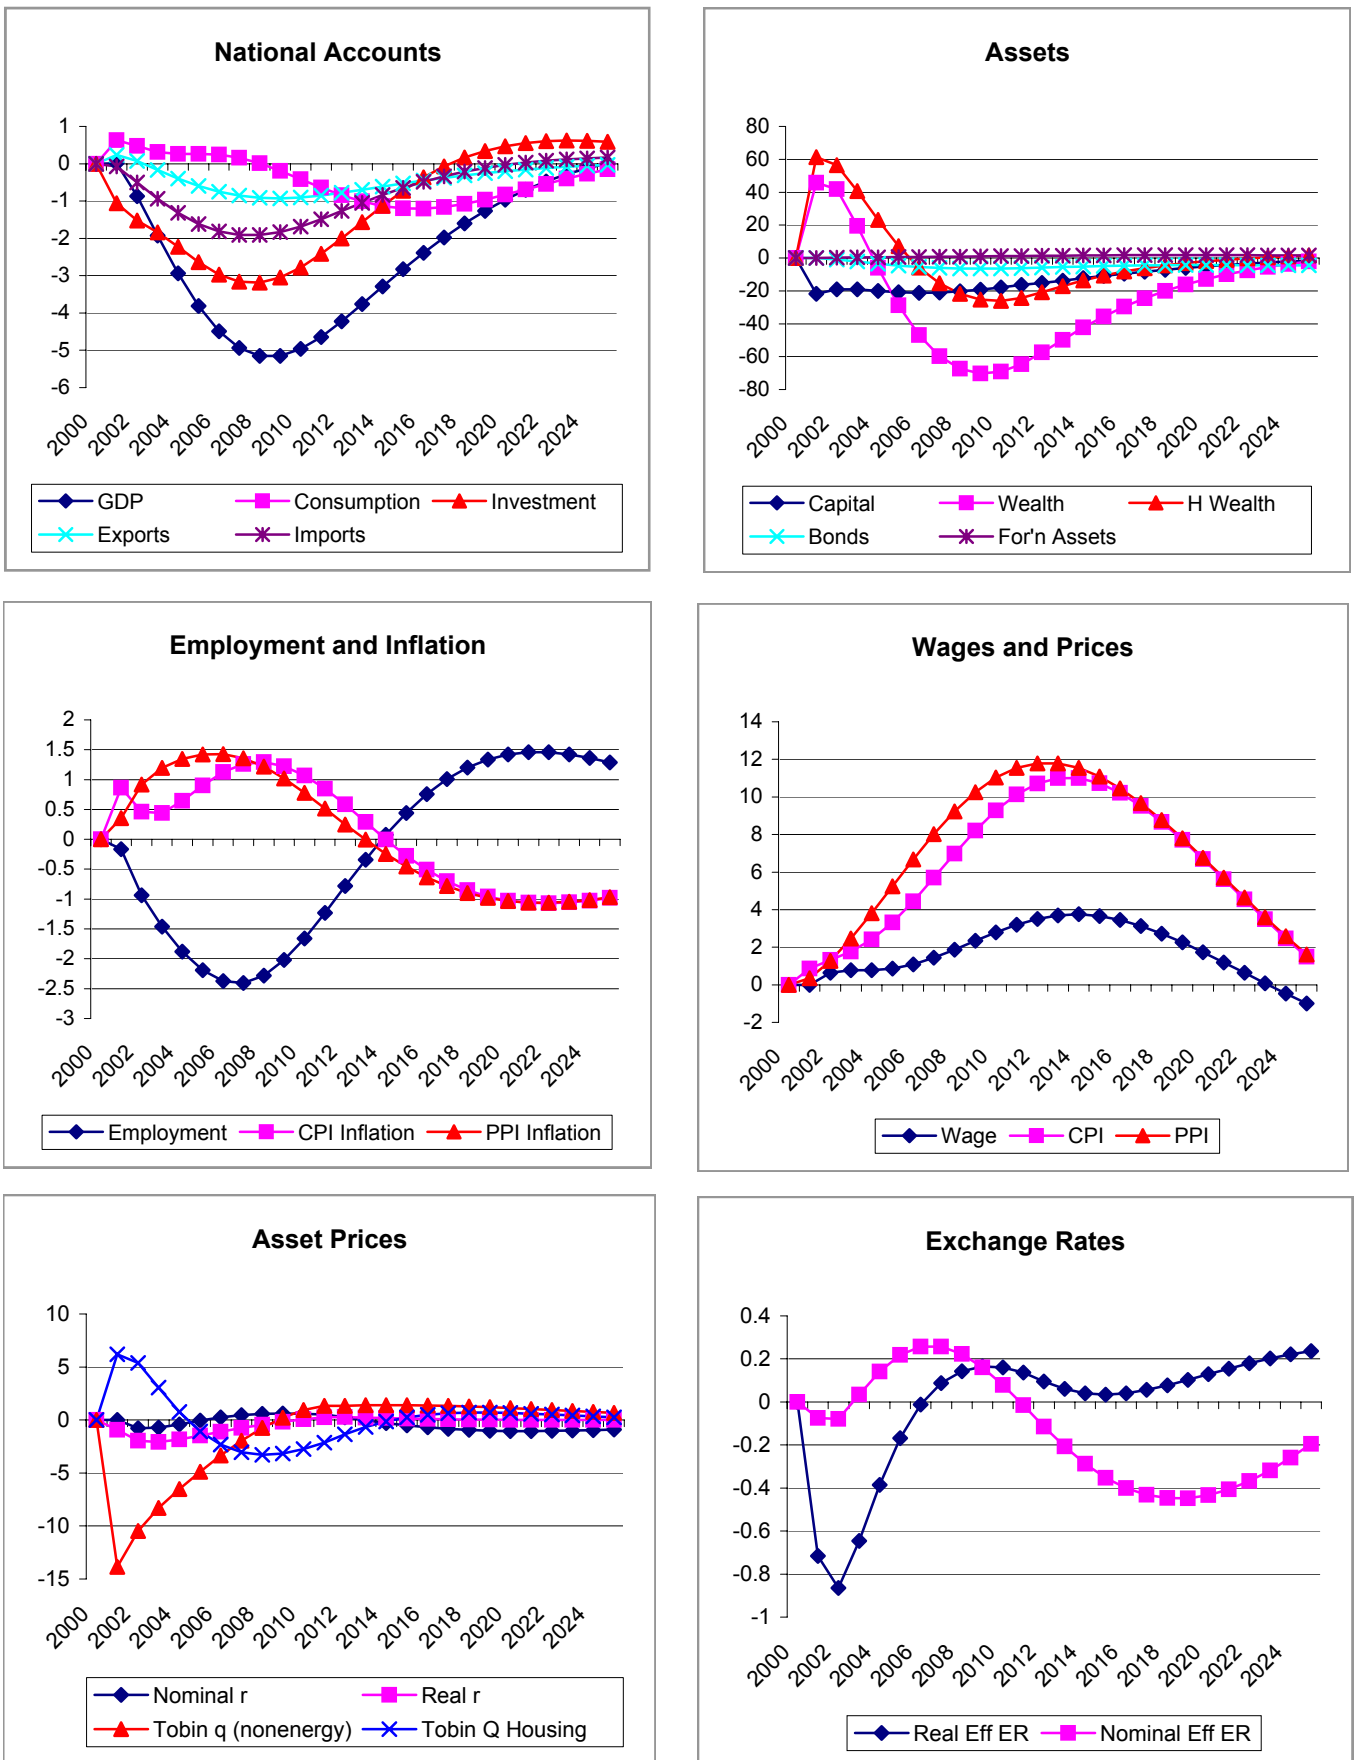 National Accounts
1
0
-1
-2
-3
-4
-5
-6
2000 2002 2004 2006 2008 2010 2012 2014 2016 2018 2020 2022 2024
GDP Consumption Investment
Exports Imports
Assets
80
60
40
20
0
-20
-40
-60
-80
2000 2002 2004 2006 2008 2010 2012 2014 2016 2018 2020 2022 2024
Capital Wealth H Wealth
Bonds For'n Assets
Employment and Inflation
2
1.5
1
0.5
0
-0.5
-1
-1.5
-2
-2.5
-3
2000 2002 2004 2006 2008 2010 2012 2014 2016 2018 2020 2022 2024
Employment CPI Inflation PPI Inflation
Wages and Prices
14
12
10
8
6
4
2
0
-2
2000 2002 2004 2006 2008 2010 2012 2014 2016 2018 2020 2022 2024
Wage CPI PPI
Asset Prices
10
5
0
-5
-10
-15
2000 2002 2004 2006 2008 2010 2012 2014 2016 2018 2020 2022 2024
Nominal r Real r
Tobin q (nonenergy) Tobin Q Housing
Exchange Rates
0.4
0.2
0
-0.2
-0.4
-0.6
-0.8
-1
2000 2002 2004 2006 2008 2010 2012 2014 2016 2018 2020 2022 2024
Real Eff ER Nominal Eff ER